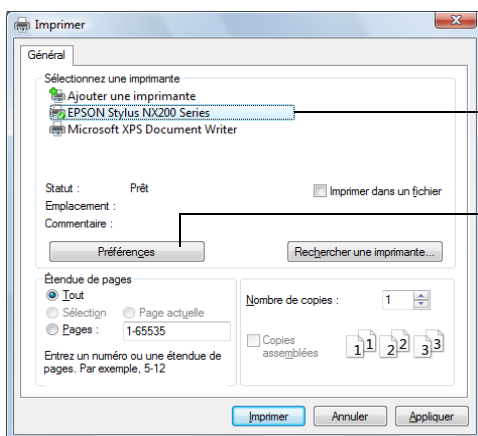 Imprimer
Général
Sélectionnez une imprimante
Ajouter une imprimante
EPSON Stylus NX200 Series
Microsoft XPS Document Writer
Statut : Prêt
Imprimer dans un fichier
Emplacement :
Commentaire :
Préférences
Rechercher une imprimante...
Étendue de pages
Tout
Sélection
Page actuelle
Pages : 1-65535
Entrez un numéro ou une étendue de
pages. Par exemple, 5-12
Nombre de copies : 1
Copies
assemblées
1 1 2 2 3 3
Imprimer
Annuler
Appliquer